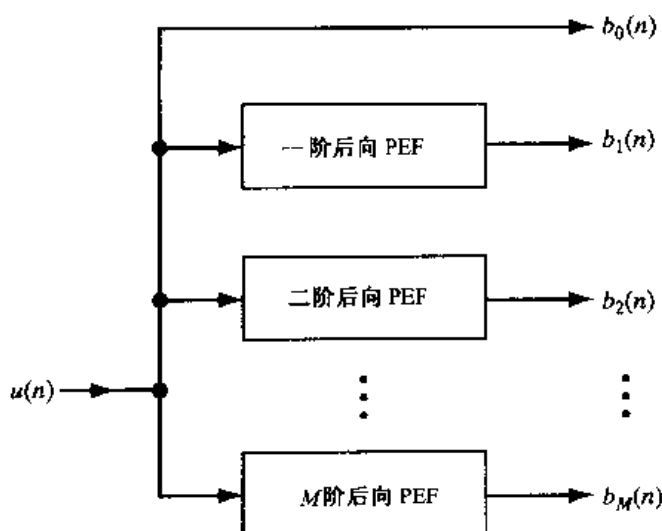 b₀(n)
一阶后向 PEF
b₁(n)
二阶后向 PEF
b₂(n)
u(n)
M阶后向 PEF
b_M(n)